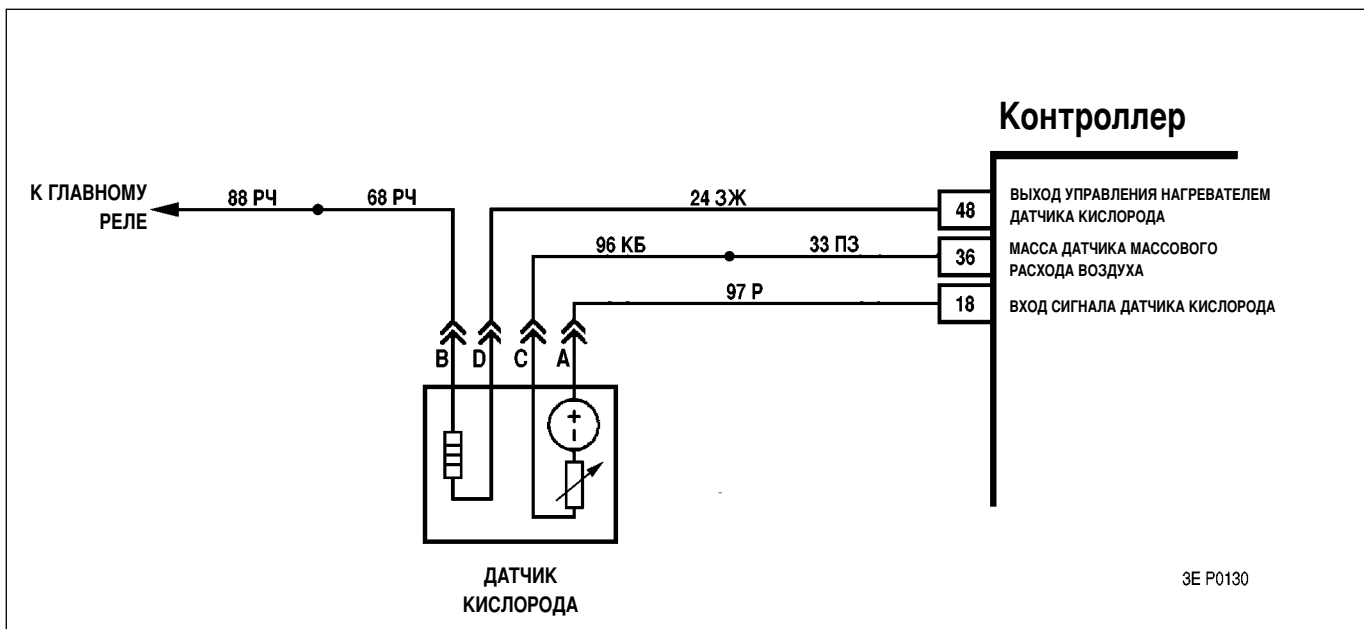 Контроллер
К ГЛАВНОМУ
РЕЛЕ
88 РЧ
68 РЧ
24 ЗЖ
48
ВЫХОД УПРАВЛЕНИЯ НАГРЕВАТЕЛЕМ
ДАТЧИКА КИСЛОРОДА
96 КБ
33 ПЗ
36
МАССА ДАТЧИКА МАССОВОГО
РАСХОДА ВОЗДУХА
97 Р
18
ВХОД СИГНАЛА ДАТЧИКА КИСЛОРОДА
B
D
C
A
ДАТЧИК
КИСЛОРОДА
3E P0130